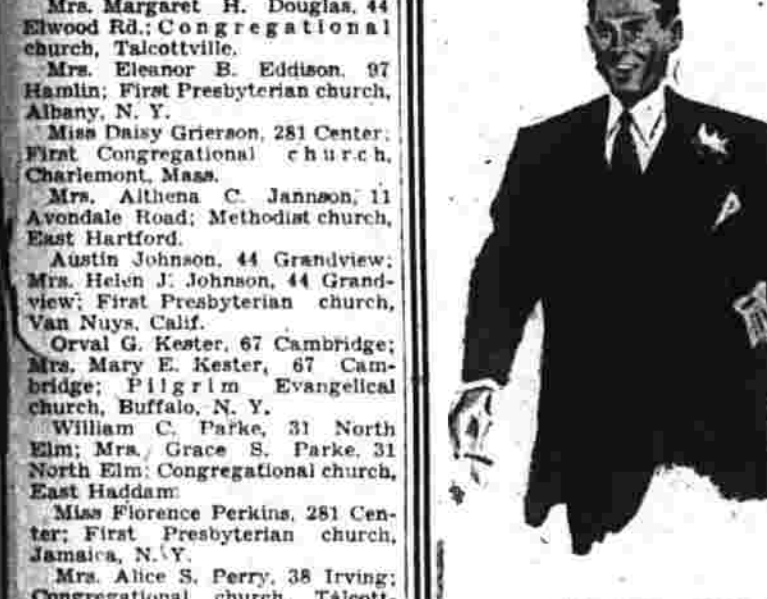 Mrs. Margaret H. Douglas, 44
Elwood Rd.; Congregational
church, Talcottville.
Mrs. Eleanor B. Eddison, 97
Hamlin; First Presbyterian church,
Albany, N. Y.
Miss Daisy Grierson, 281 Center;
First Congregational church,
Charlemont, Mass.
Mrs. Althena C. Jannson, 11
Avondale Road; Methodist church,
East Hartford.
Austin Johnson, 44 Grandview;
Mrs. Helen J. Johnson, 44 Grand-
view; First Presbyterian church,
Van Nuys, Calif.
Orval G. Kester, 67 Cambridge;
Mrs. Mary E. Kester, 67 Cam-
bridge; Pilgrim Evangelical
church, Buffalo, N. Y.
William C. Parke, 31 North
Elm; Mrs. Grace S. Parke, 31
North Elm; Congregational church,
East Haddam.
Miss Florence Perkins, 281 Cen-
ter; First Presbyterian church,
Jamaica, N. Y.
Mrs. Alice S. Perry, 38 Irving;
Congregational church, Talcott-